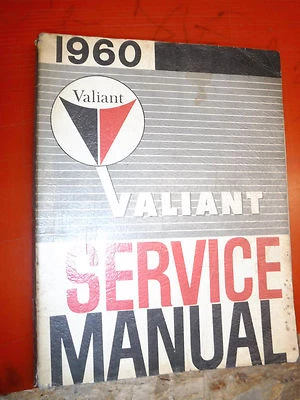 1960
Valiant
VALIANT
SERVICE
MANUAL